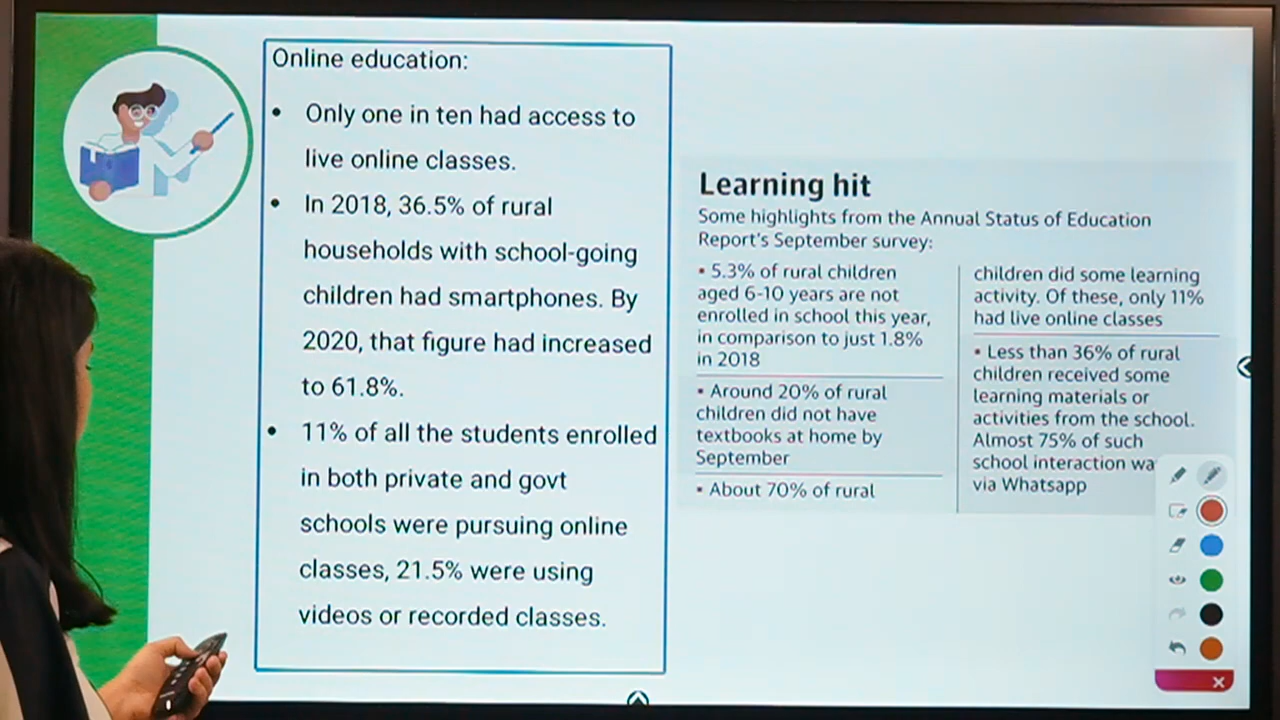 Online education:
• Only one in ten had access to
live online classes.
• In 2018, 36.5% of rural
households with school-going
children had smartphones. By
2020, that figure had increased
to 61.8%.
• 11% of all the students enrolled
in both private and govt
schools were pursuing online
classes, 21.5% were using
videos or recorded classes.
Learning hit
Some highlights from the Annual Status of Education
Report's September survey:
• 5.3% of rural children
aged 6-10 years are not
enrolled in school this year,
in comparison to just 1.8%
in 2018
• Around 20% of rural
children did not have
textbooks at home by
September
• About 70% of rural
children did some learning
activity. Of these, only 11%
had live online classes
• Less than 36% of rural
children received some
learning materials or
activities from the school.
Almost 75% of such
school interaction wa
via Whatsapp